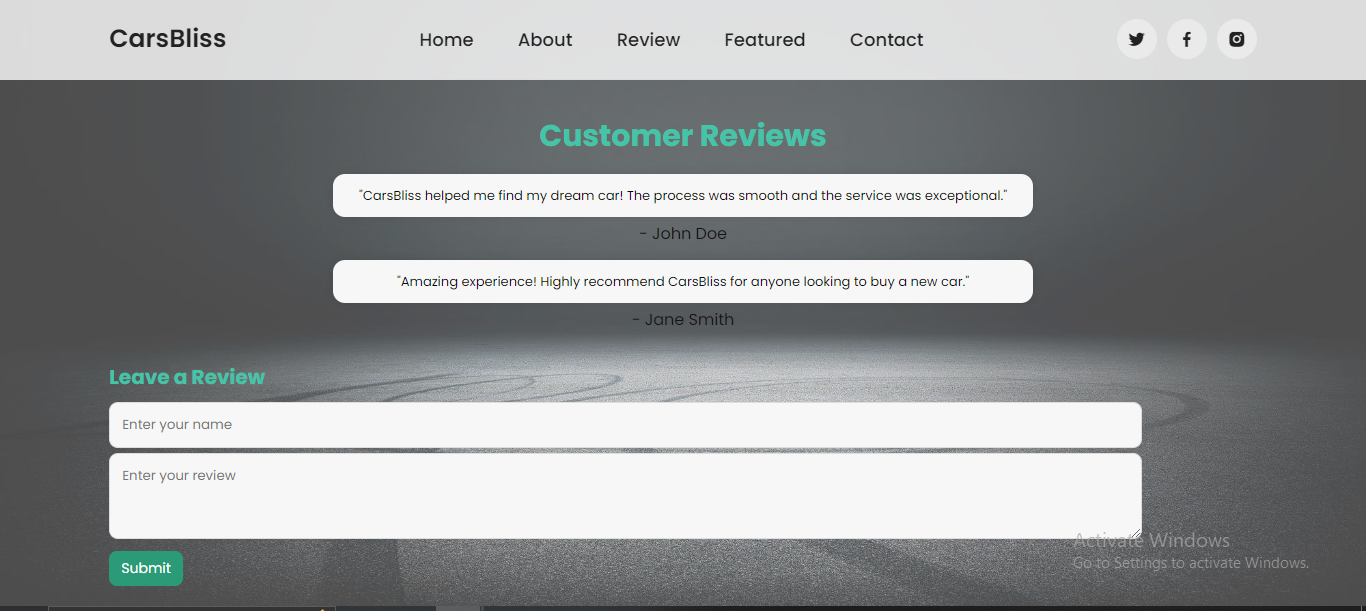 CarsBliss
Home About Review Featured Contact
Customer Reviews
"CarsBliss helped me find my dream car! The process was smooth and the service was exceptional."
- John Doe
"Amazing experience! Highly recommend CarsBliss for anyone looking to buy a new car."
- Jane Smith
Leave a Review
Enter your name
Enter your review
Submit
Activate Windows
Go to Settings to activate Windows.